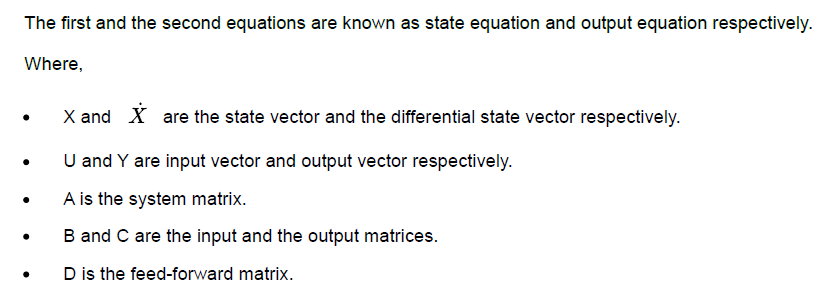 The first and the second equations are known as state equation and output equation respectively.
Where,
• X and Ẋ are the state vector and the differential state vector respectively.
• U and Y are input vector and output vector respectively.
• A is the system matrix.
• B and C are the input and the output matrices.
• D is the feed-forward matrix.